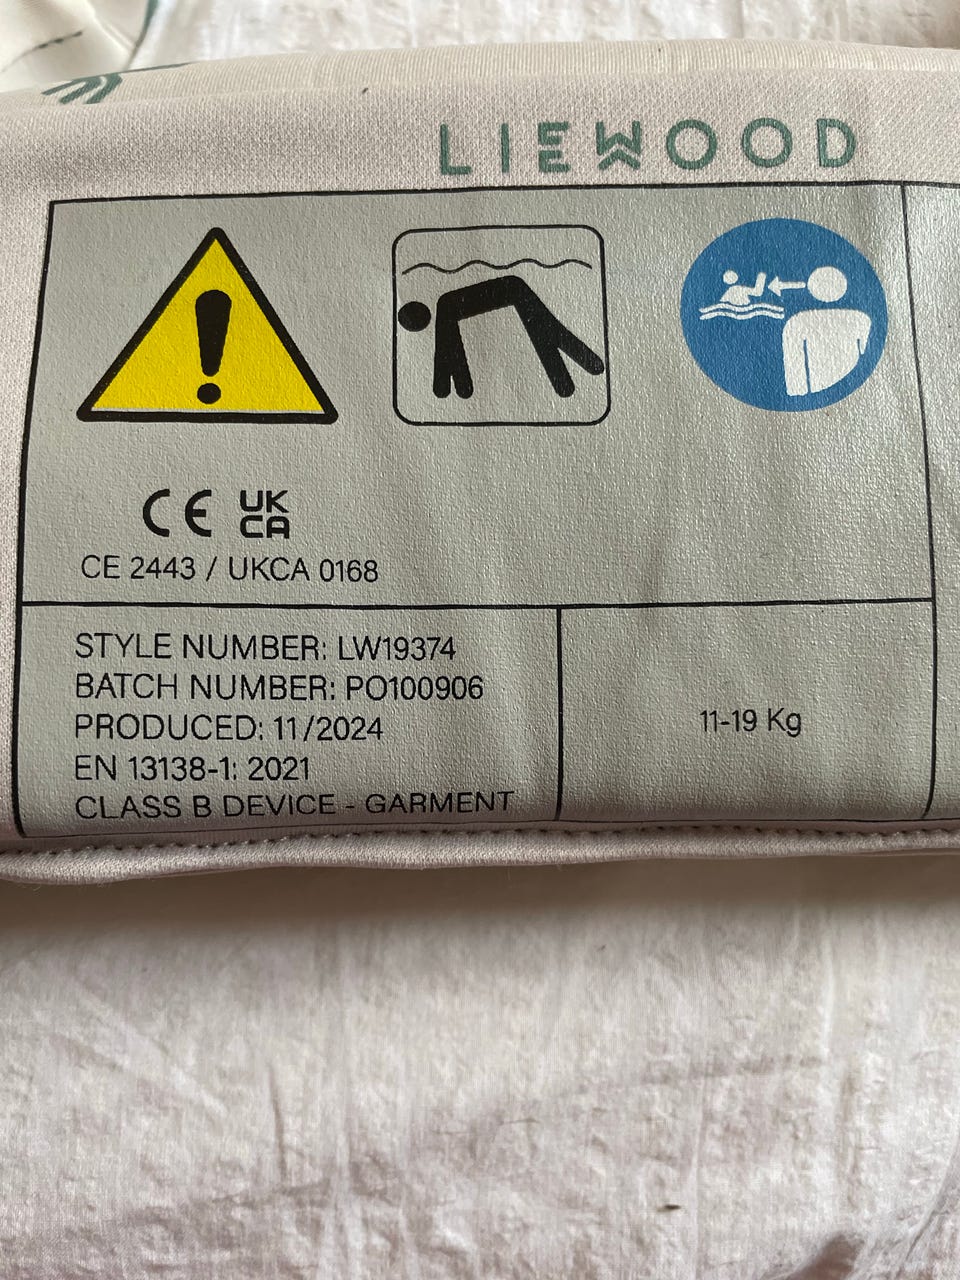 LIEWOOD
CE UK
CA
CE 2443 / UKCA 0168
STYLE NUMBER: LW19374
BATCH NUMBER: PO100906
PRODUCED: 11/2024
EN 13138-1: 2021
CLASS B DEVICE - GARMENT
11-19 Kg